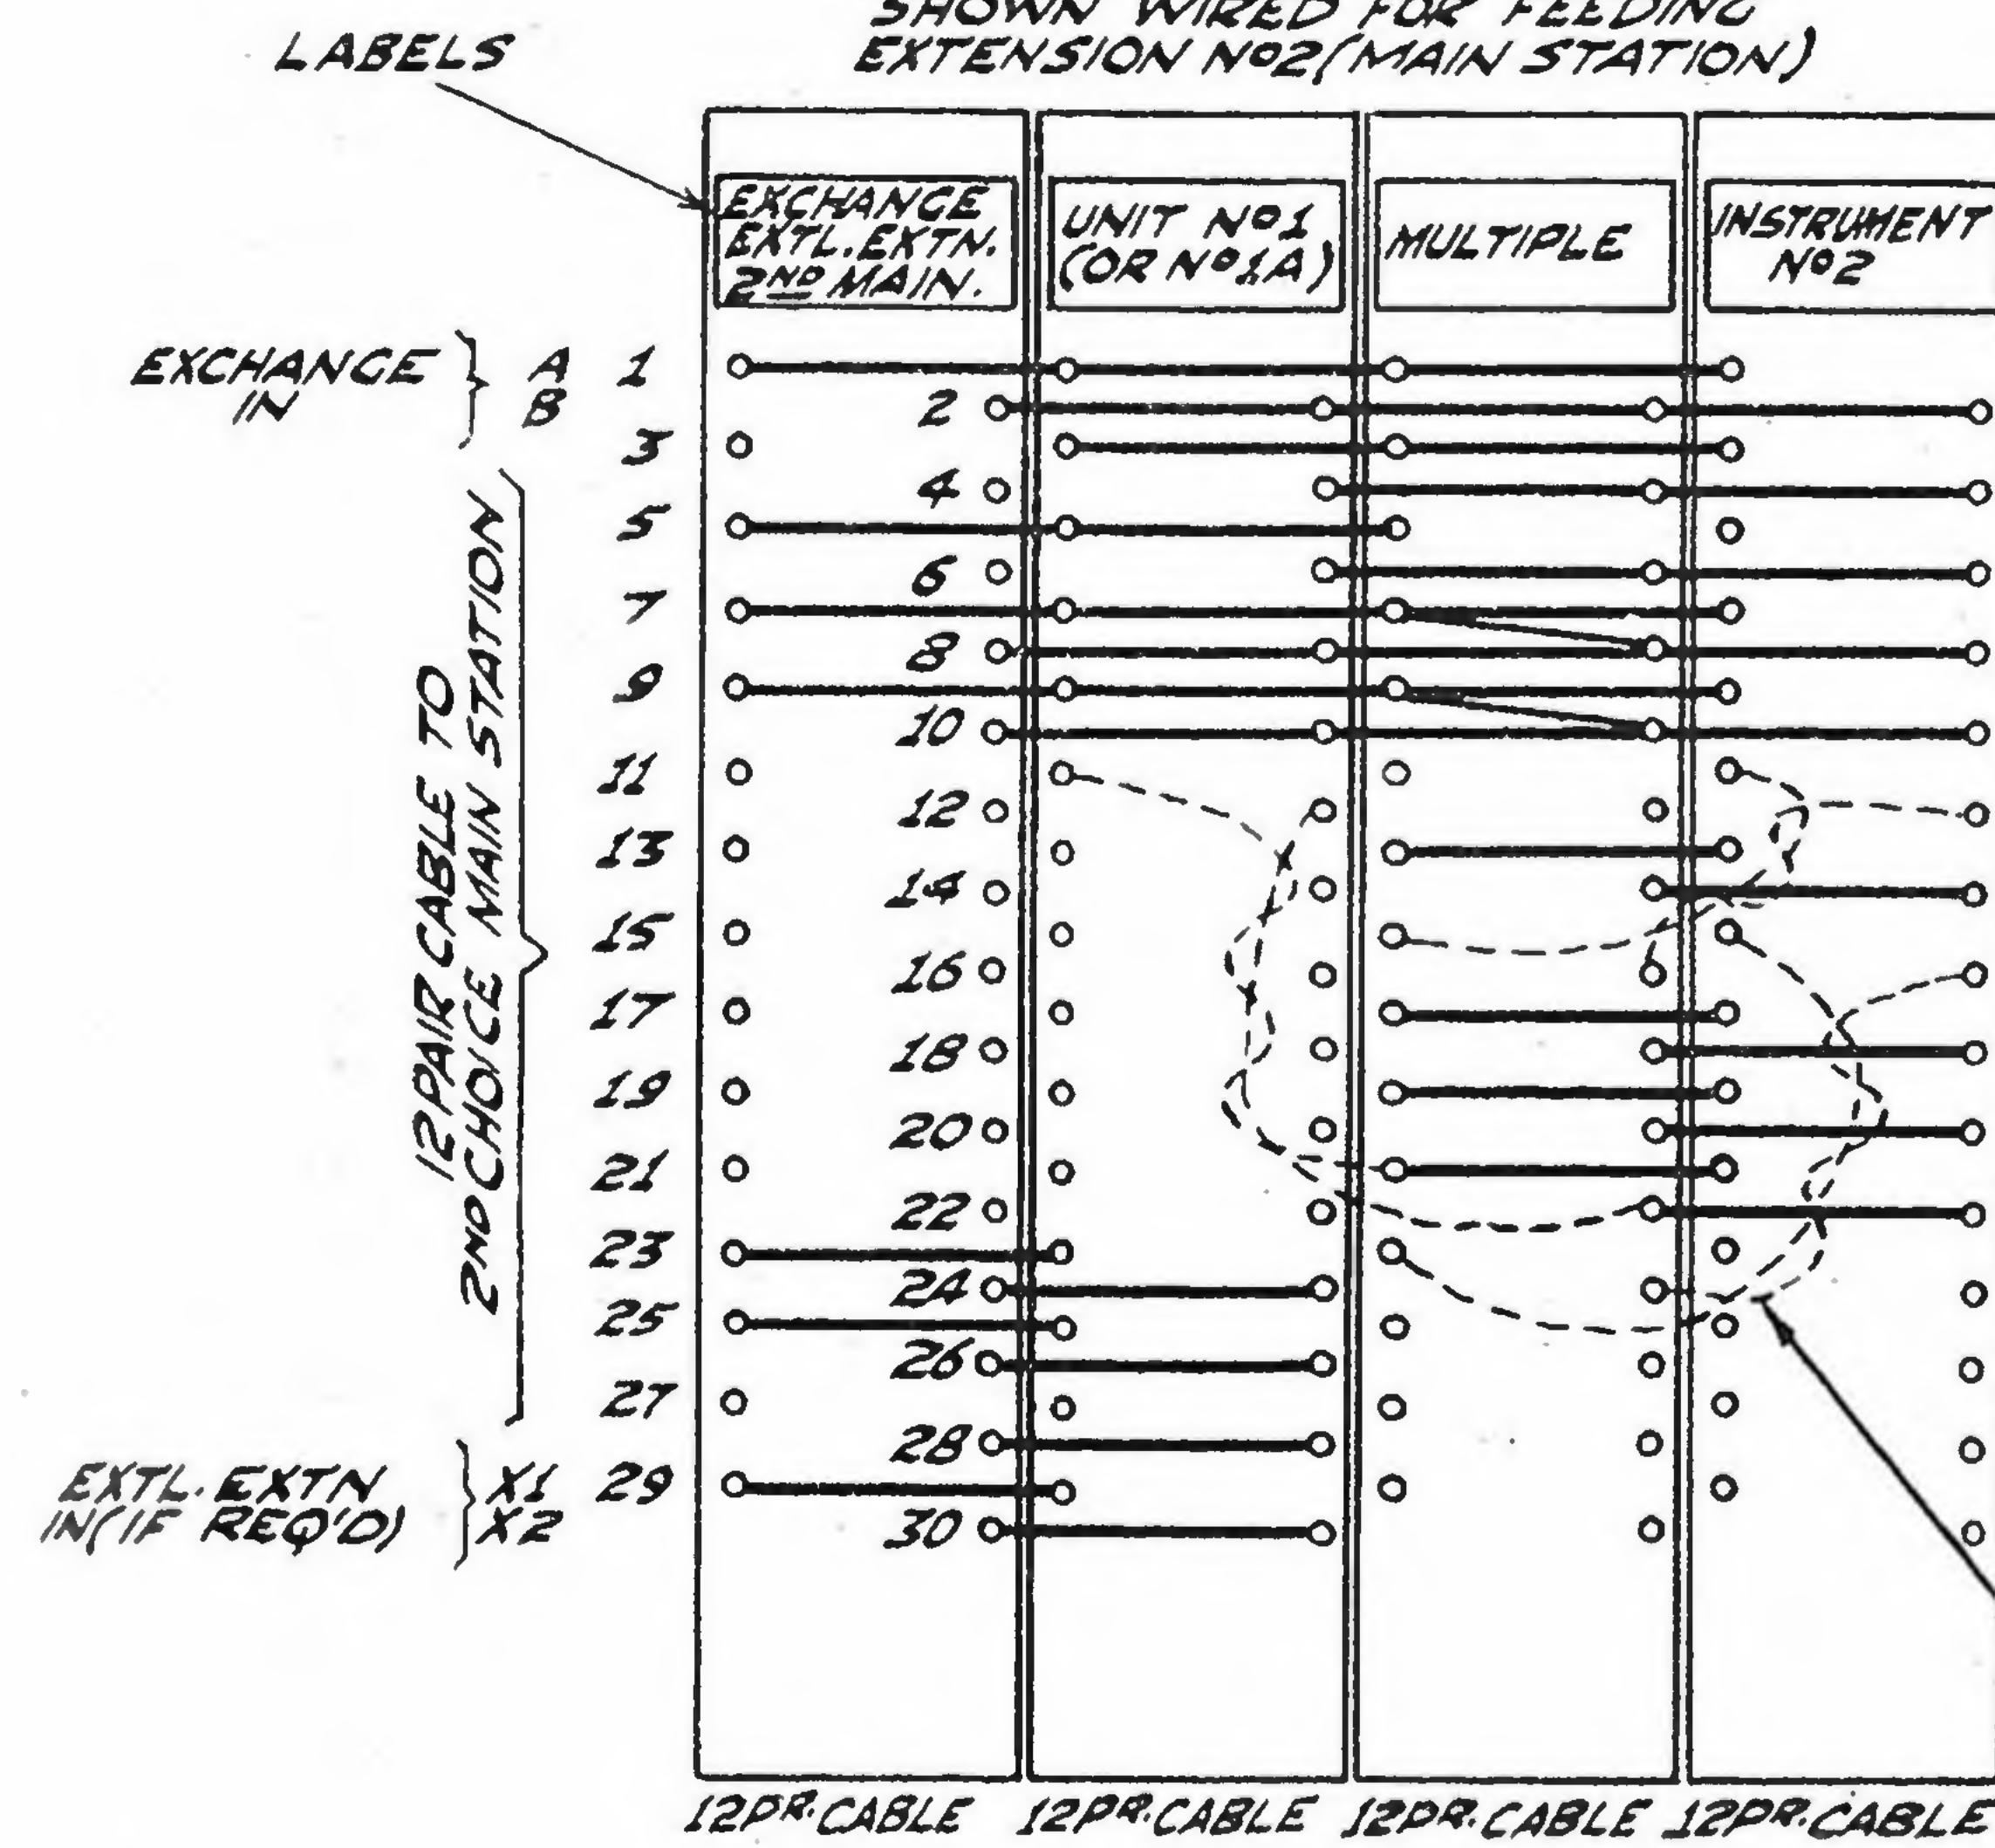 SHOWN WIRED FOR FEEDING
EXTENSION Nº2 (MAIN STATION)
LABELS
EXCHANGE
EXTL. EXTN.
2ND MAIN.
UNIT Nº1
(OR Nº1A)
MULTIPLE
INSTRUMENT
Nº2
EXCHANGE
IN
A
B
1
2
3
4
5
6
7
8
9
10
11
12
13
14
15
16
17
18
19
20
21
22
23
24
25
26
27
28
29
30
12 PAIR CABLE TO
2ND CHOICE MAIN STATION
EXTL. EXTN
IN (IF REQ'D)
X1
X2
12PR. CABLE 12PR. CABLE 12PR. CABLE 12PR. CABLE